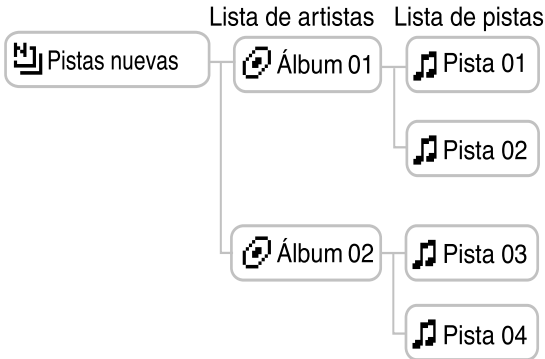 Lista de artistas Lista de pistas
Pistas nuevas Álbum 01 Pista 01
Pista 02
Álbum 02 Pista 03
Pista 04